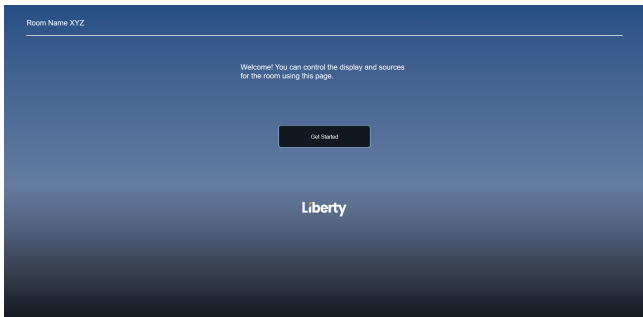 Room Name XYZ
Welcome! You can control the display and sources
for the room using this page.
Get Started
Liberty